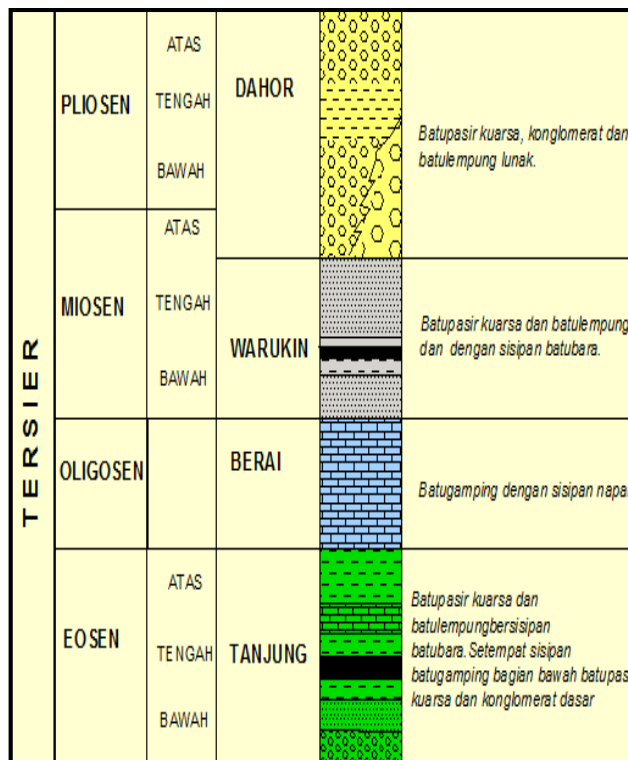 TERSIER
PLIOSEN
ATAS
TENGAH
BAWAH
DAHOR
Batupasir kuarsa, konglomerat dan
batulempung lunak.
MIOSEN
ATAS
TENGAH
BAWAH
WARUKIN
Batupasir kuarsa dan batulempung
dan dengan sisipan batubara.
OLIGOSEN
BERAI
Batugamping dengan sisipan napal
EOSEN
ATAS
TENGAH
BAWAH
TANJUNG
Batupasir kuarsa dan
batulempungbersisipan
batubara.Setempat sisipan
batugamping bagian bawah batupas
kuarsa dan konglomerat dasar